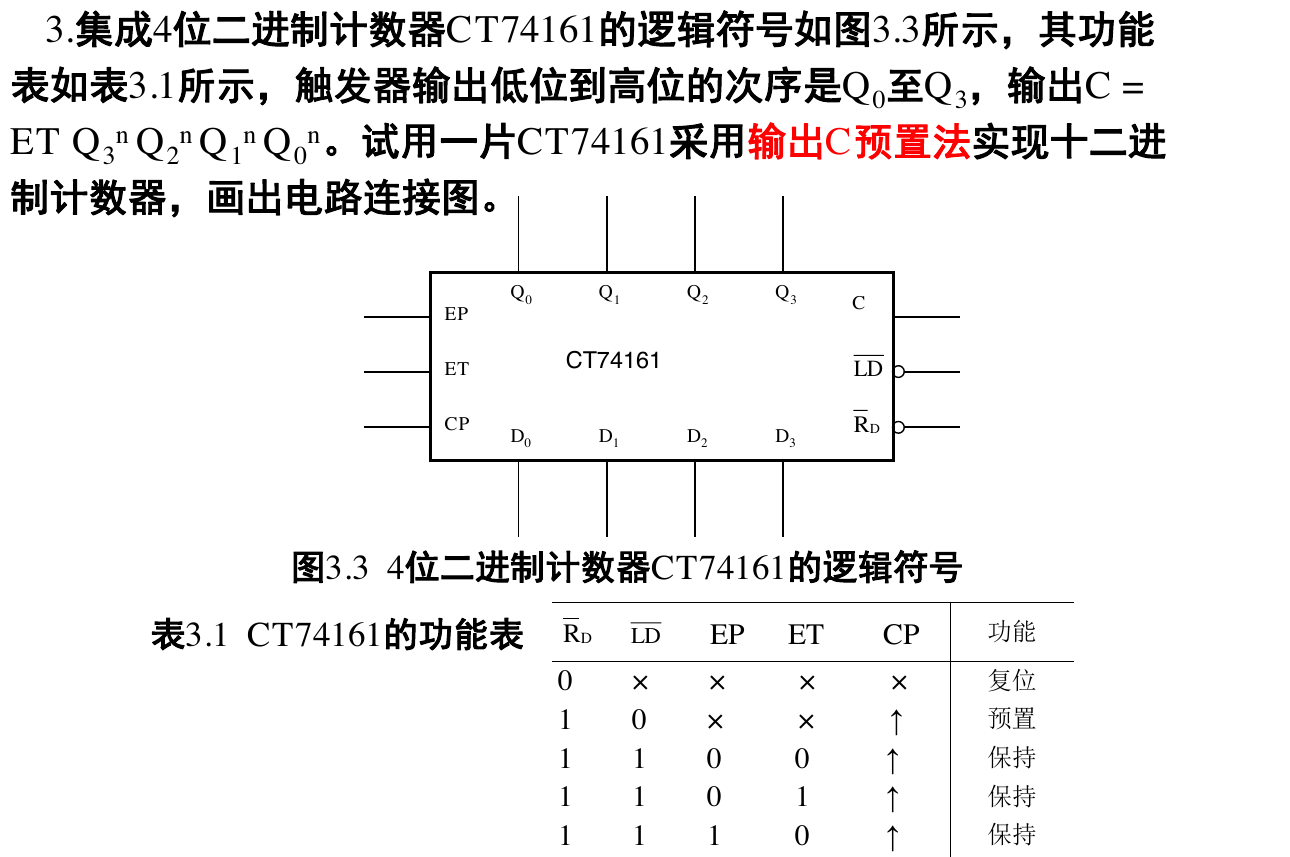 3.集成4位二进制计数器CT74161的逻辑符号如图3.3所示，其功能
表如表3.1所示，触发器输出低位到高位的次序是Q₀至Q₃，输出C =
ET Q₃ⁿ Q₂ⁿ Q₁ⁿ Q₀ⁿ。试用一片CT74161采用输出C预置法实现十二进
制计数器，画出电路连接图。
Q₀ Q₁ Q₂ Q₃ C
EP
CT74161
ET L̅D̅
CP R̅D
D₀ D₁ D₂ D₃
图3.3 4位二进制计数器CT74161的逻辑符号
表3.1 CT74161的功能表
R̅D L̅D̅ EP ET CP 功能
0 × × × × 复位
1 0 × × ↑ 预置
1 1 0 0 ↑ 保持
1 1 0 1 ↑ 保持
1 1 1 0 ↑ 保持